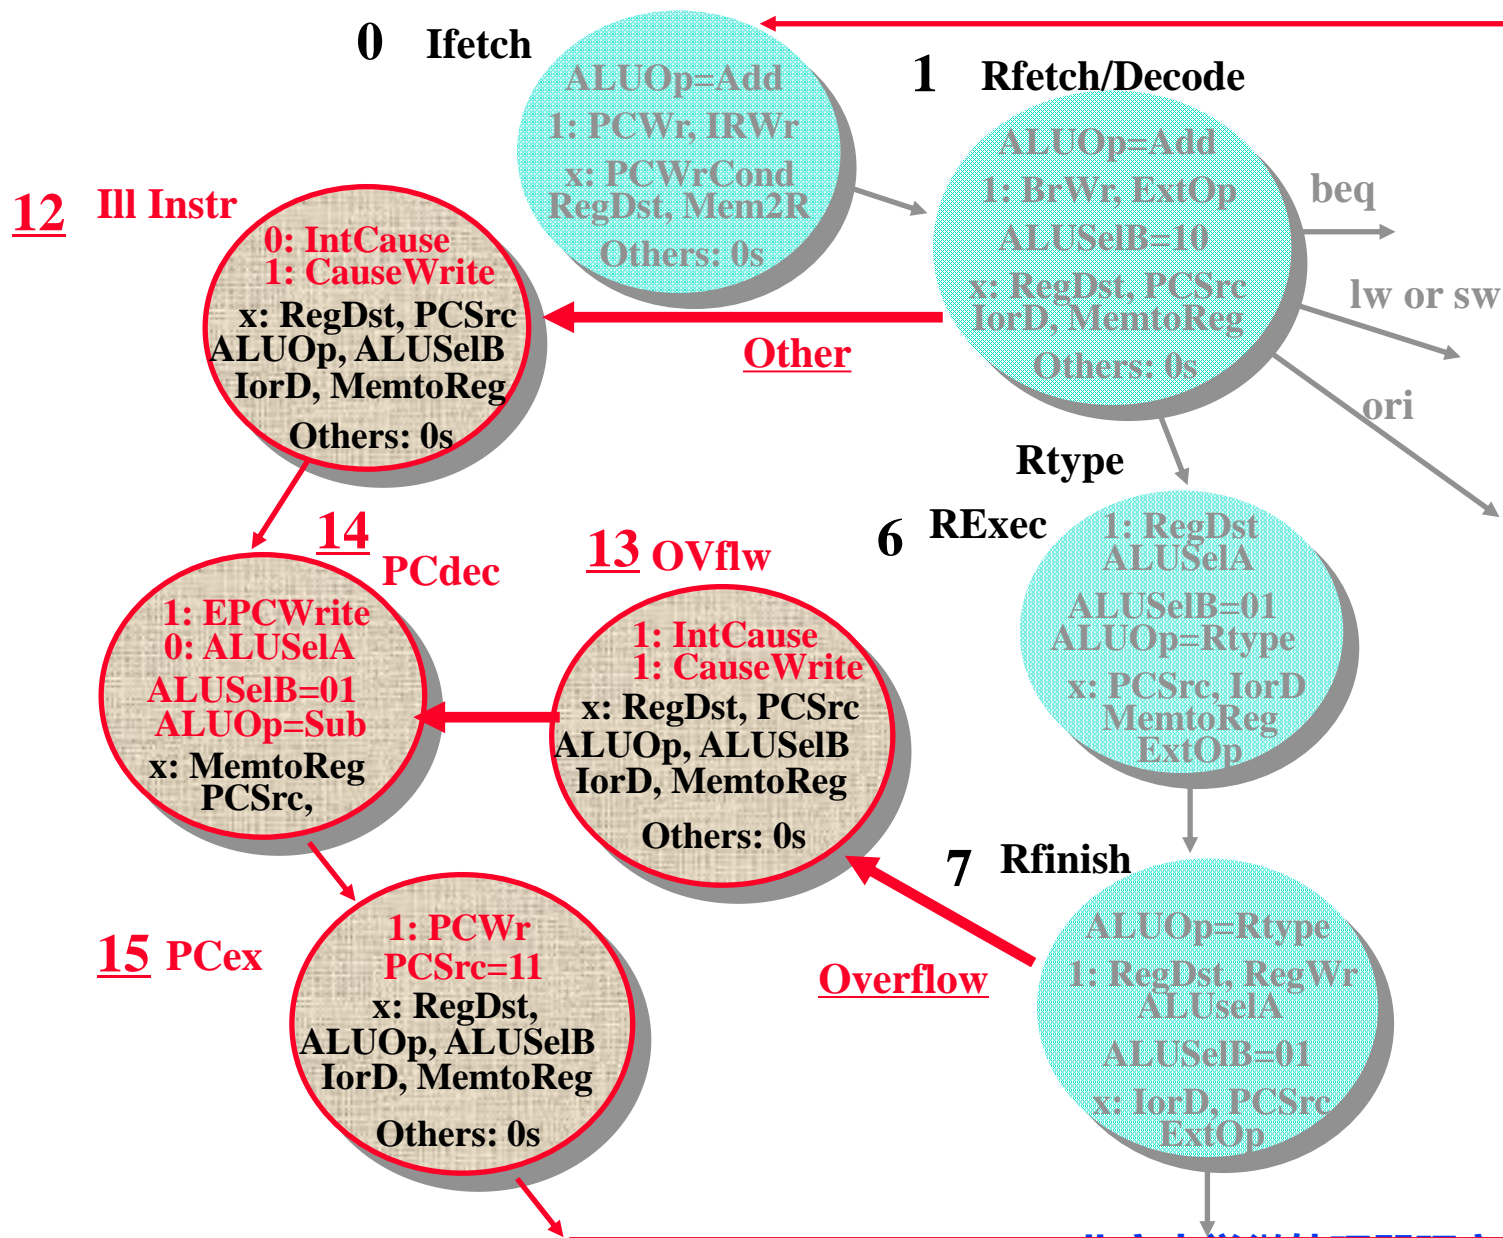 0 Ifetch
ALUOp=Add
1: PCWr, IRWr
x: PCWrCond
RegDst, Mem2R
Others: 0s
1 Rfetch/Decode
ALUOp=Add
1: BrWr, ExtOp
ALUSelB=10
x: RegDst, PCSrc
IorD, MemtoReg
Others: 0s
beq
lw or sw
ori
Rtype
Other
12 Ill Instr
0: IntCause
1: CauseWrite
x: RegDst, PCSrc
ALUOp, ALUSelB
IorD, MemtoReg
Others: 0s
14 PCdec
1: EPCWrite
0: ALUSelA
ALUSelB=01
ALUOp=Sub
x: MemtoReg
PCSrc,
13 OVflw
1: IntCause
1: CauseWrite
x: RegDst, PCSrc
ALUOp, ALUSelB
IorD, MemtoReg
Others: 0s
6 RExec
1: RegDst
ALUSelA
ALUSelB=01
ALUOp=Rtype
x: PCSrc, IorD
MemtoReg
ExtOp
7 Rfinish
ALUOp=Rtype
1: RegDst, RegWr
ALUselA
ALUSelB=01
x: IorD, PCSrc
ExtOp
Overflow
15 PCex
1: PCWr
PCSrc=11
x: RegDst,
ALUOp, ALUSelB
IorD, MemtoReg
Others: 0s